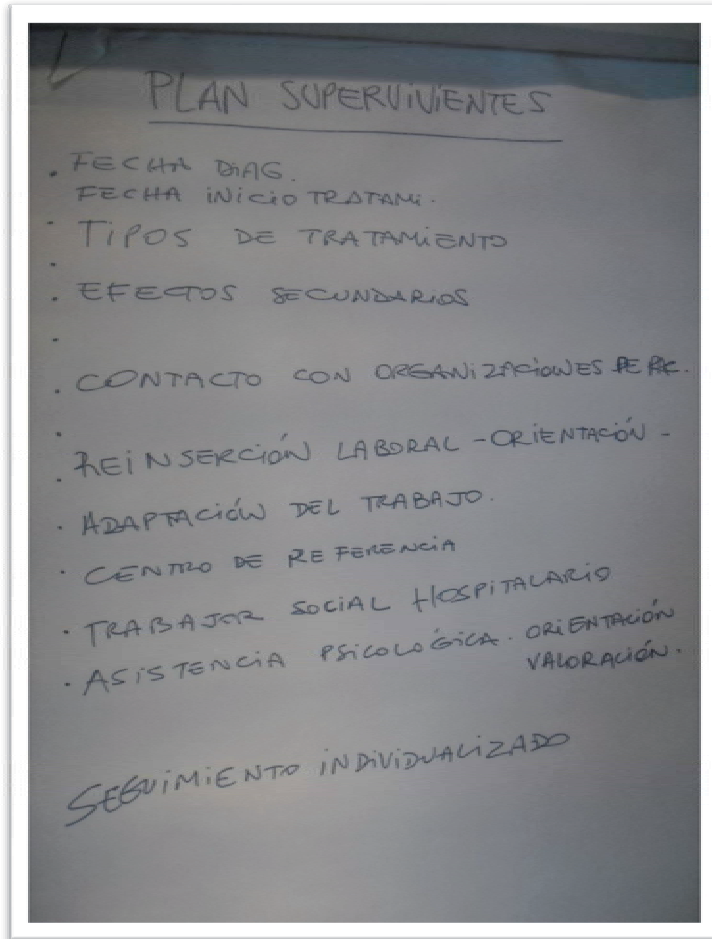 PLAN SUPERVIVIENTES
. FECHA DiAG.
FECHA iNiCiO TRATAMi.
· TiPOS DE TRATAMiENTO
·
. EFECTOS SECUNDARIOS
·
. CONTACTO CON ORGANiZACiONES DE
·
. REiNSERCiÓN LABORAL - ORiENTACiÓN -
· ADAPTACiÓN DEL TRABAJO.
· CENTRO DE REFERENCiA
· TRABAJOR SOCiAL HOSPiTALARiO
· ASiSTENCiA PSiCOLÓGiCA. ORiENTACiÓN
VALORACiÓN.
SEGUiMiENTO iNDiViDUALiZADO